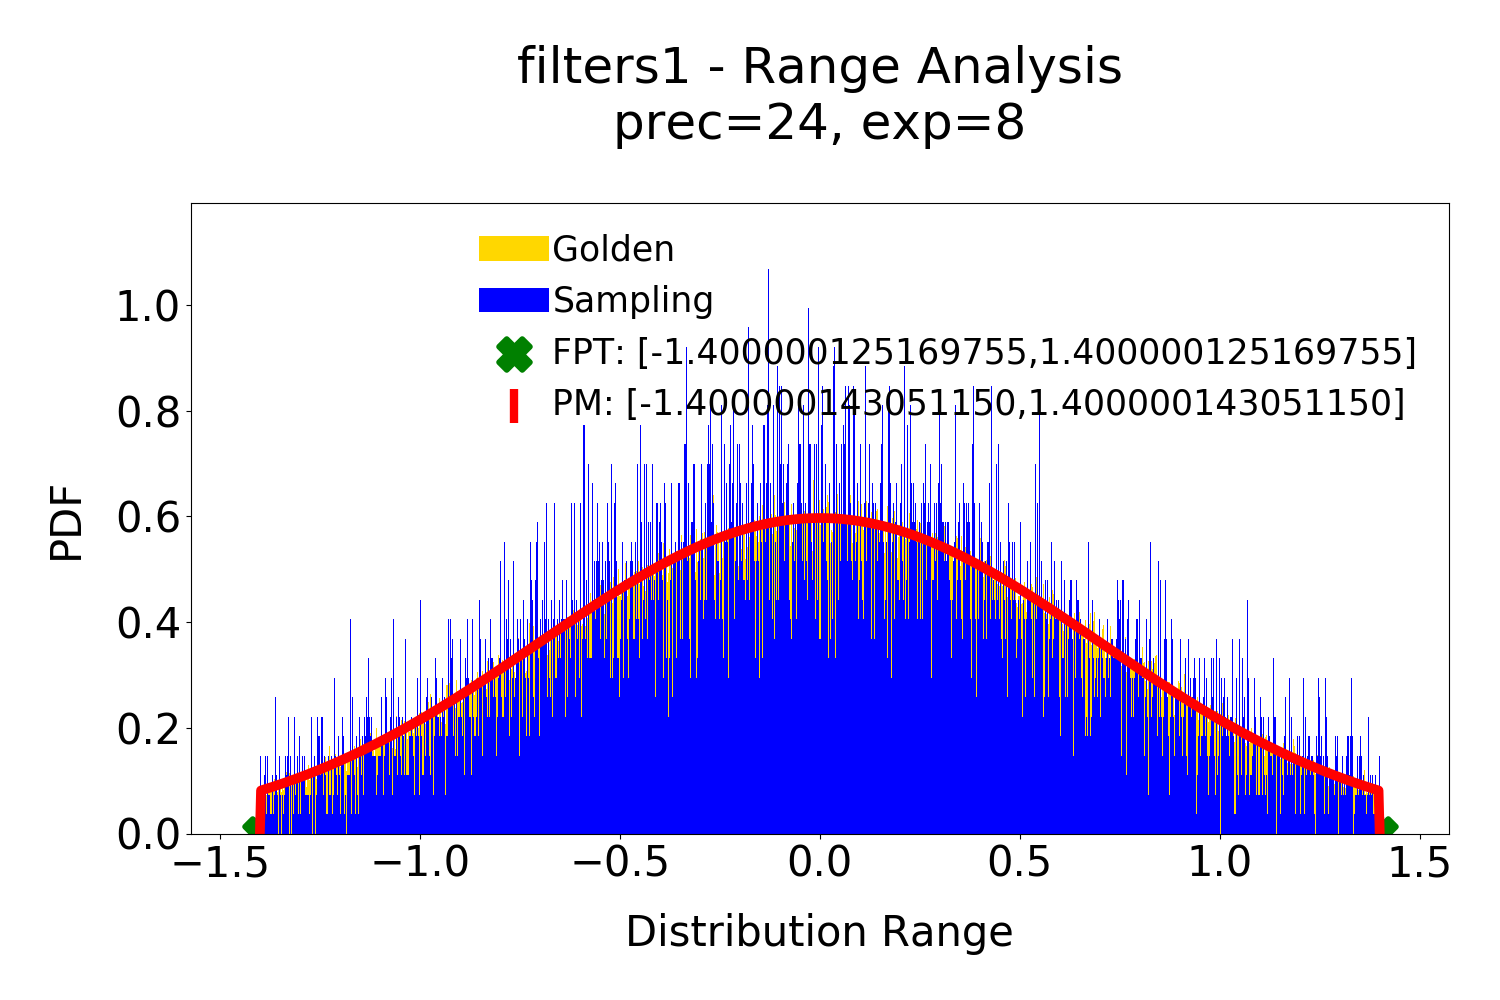 filters1 - Range Analysis
prec=24, exp=8
Golden
Sampling
FPT: [-1.400000125169755,1.400000125169755]
PM: [-1.400000143051150,1.400000143051150]
PDF
1.0
0.8
0.6
0.4
0.2
0.0
−1.5 −1.0 −0.5 0.0 0.5 1.0 1.5
Distribution Range